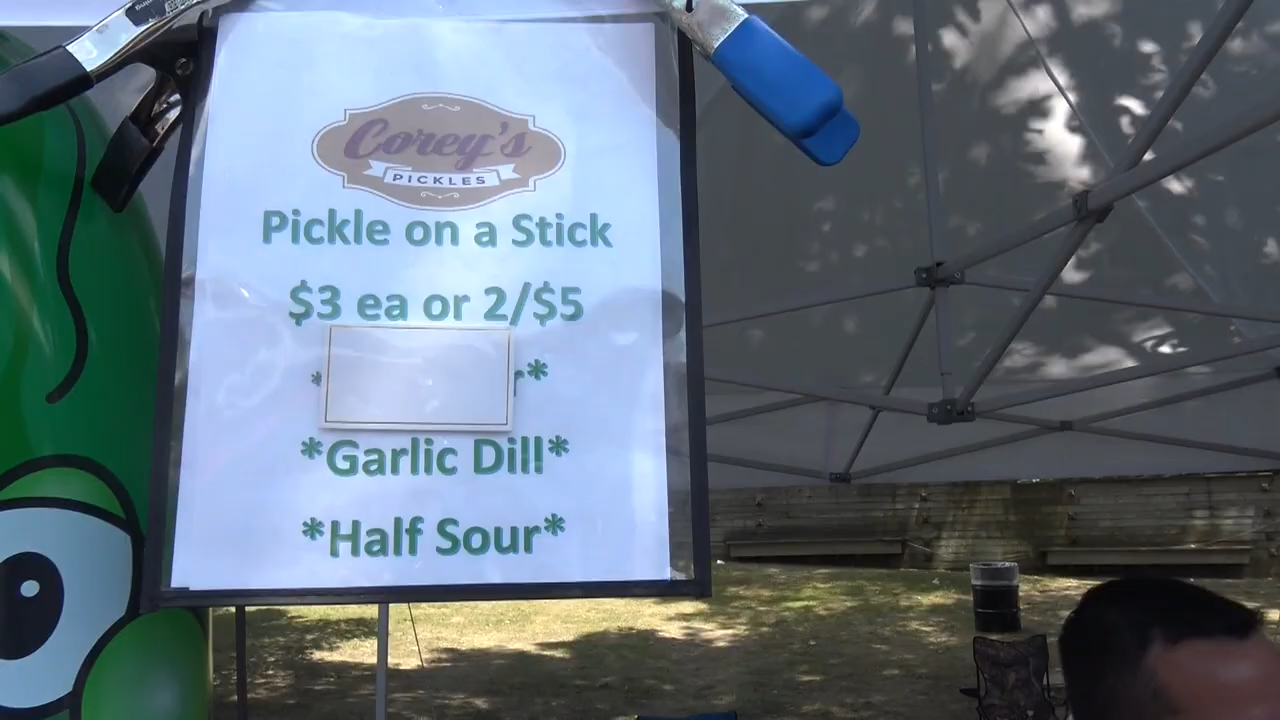 Corey's
PICKLES
Pickle on a Stick
$3 ea or 2/$5
* r*
*Garlic Dill*
*Half Sour*